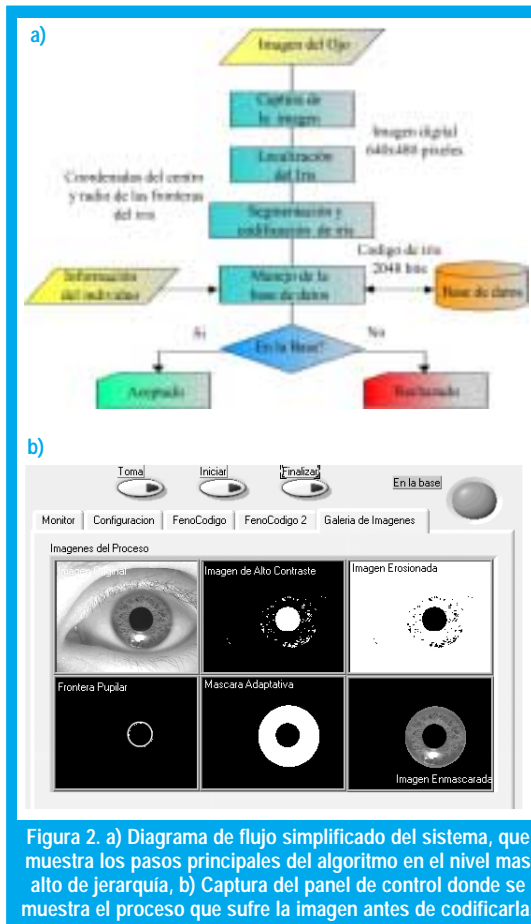 a)
Imagen del Ojo
Captura de
la imagen
Imagen digital
640x480 pixeles
Localización
del Iris
Coordenadas del centro
y radio de las fronteras
del iris
Segmentación y
codificación de iris
Codigo de iris
2048 bits
Información
del individuo
Manejo de la
base de datos
Base de datos
Si
En la Base?
No
Aceptado
Rechazado
b)
Toma
Iniciar
Finalizar
En la base
Monitor
Configuracion
FenoCodigo
FenoCodigo 2
Galeria de Imagenes
Imagenes del Proceso
Imagen Original
Imagen de Alto Contraste
Imagen Erosionada
Frontera Pupilar
Mascara Adaptativa
Imagen Enmascarada
Figura 2. a) Diagrama de flujo simplificado del sistema, que
muestra los pasos principales del algoritmo en el nivel mas
alto de jerarquía, b) Captura del panel de control donde se
muestra el proceso que sufre la imagen antes de codificarla